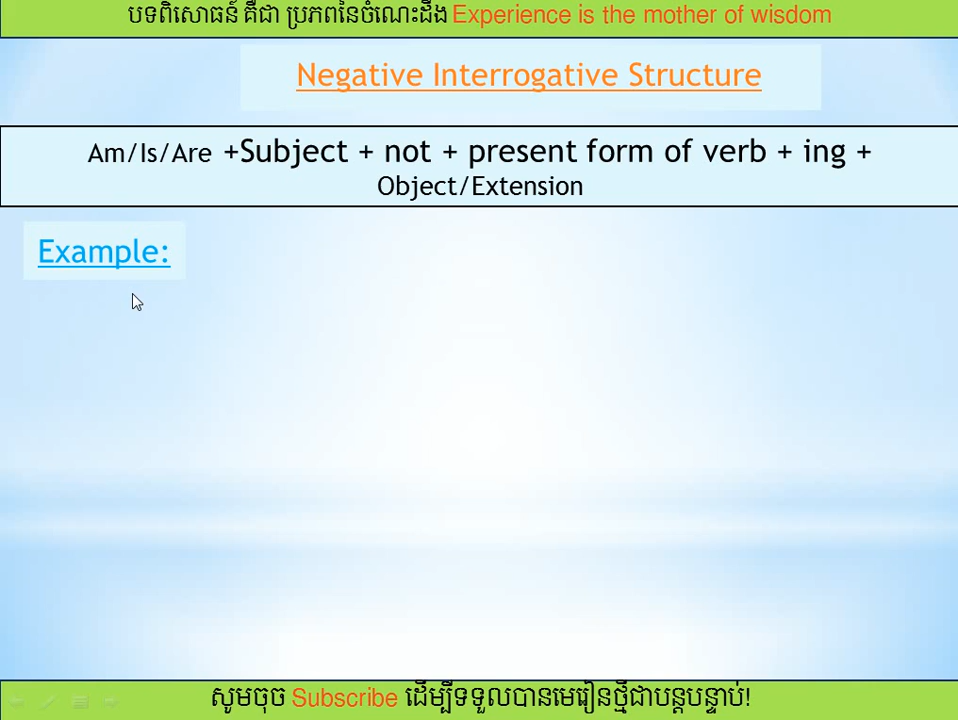 បទពិសោធន៍ គឺជា ប្រភពនៃចំណេះដឹង Experience is the mother of wisdom
Negative Interrogative Structure
Am/Is/Are +Subject + not + present form of verb + ing +
Object/Extension
Example:
សូមចុច Subscribe ដើម្បីទទួលបានមេរៀនថ្មីជាបន្តបន្ទាប់!